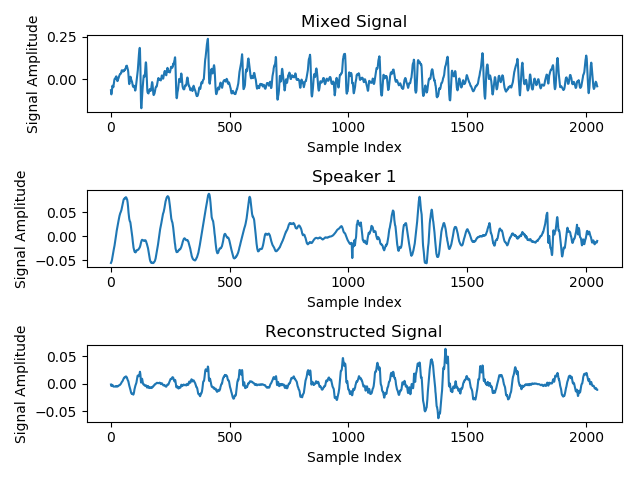 Mixed Signal
0.25
0.00
Signal Amplitude
0 500 1000 1500 2000
Sample Index
Speaker 1
0.05
0.00
−0.05
Signal Amplitude
0 500 1000 1500 2000
Sample Index
Reconstructed Signal
0.05
0.00
−0.05
Signal Amplitude
0 500 1000 1500 2000
Sample Index